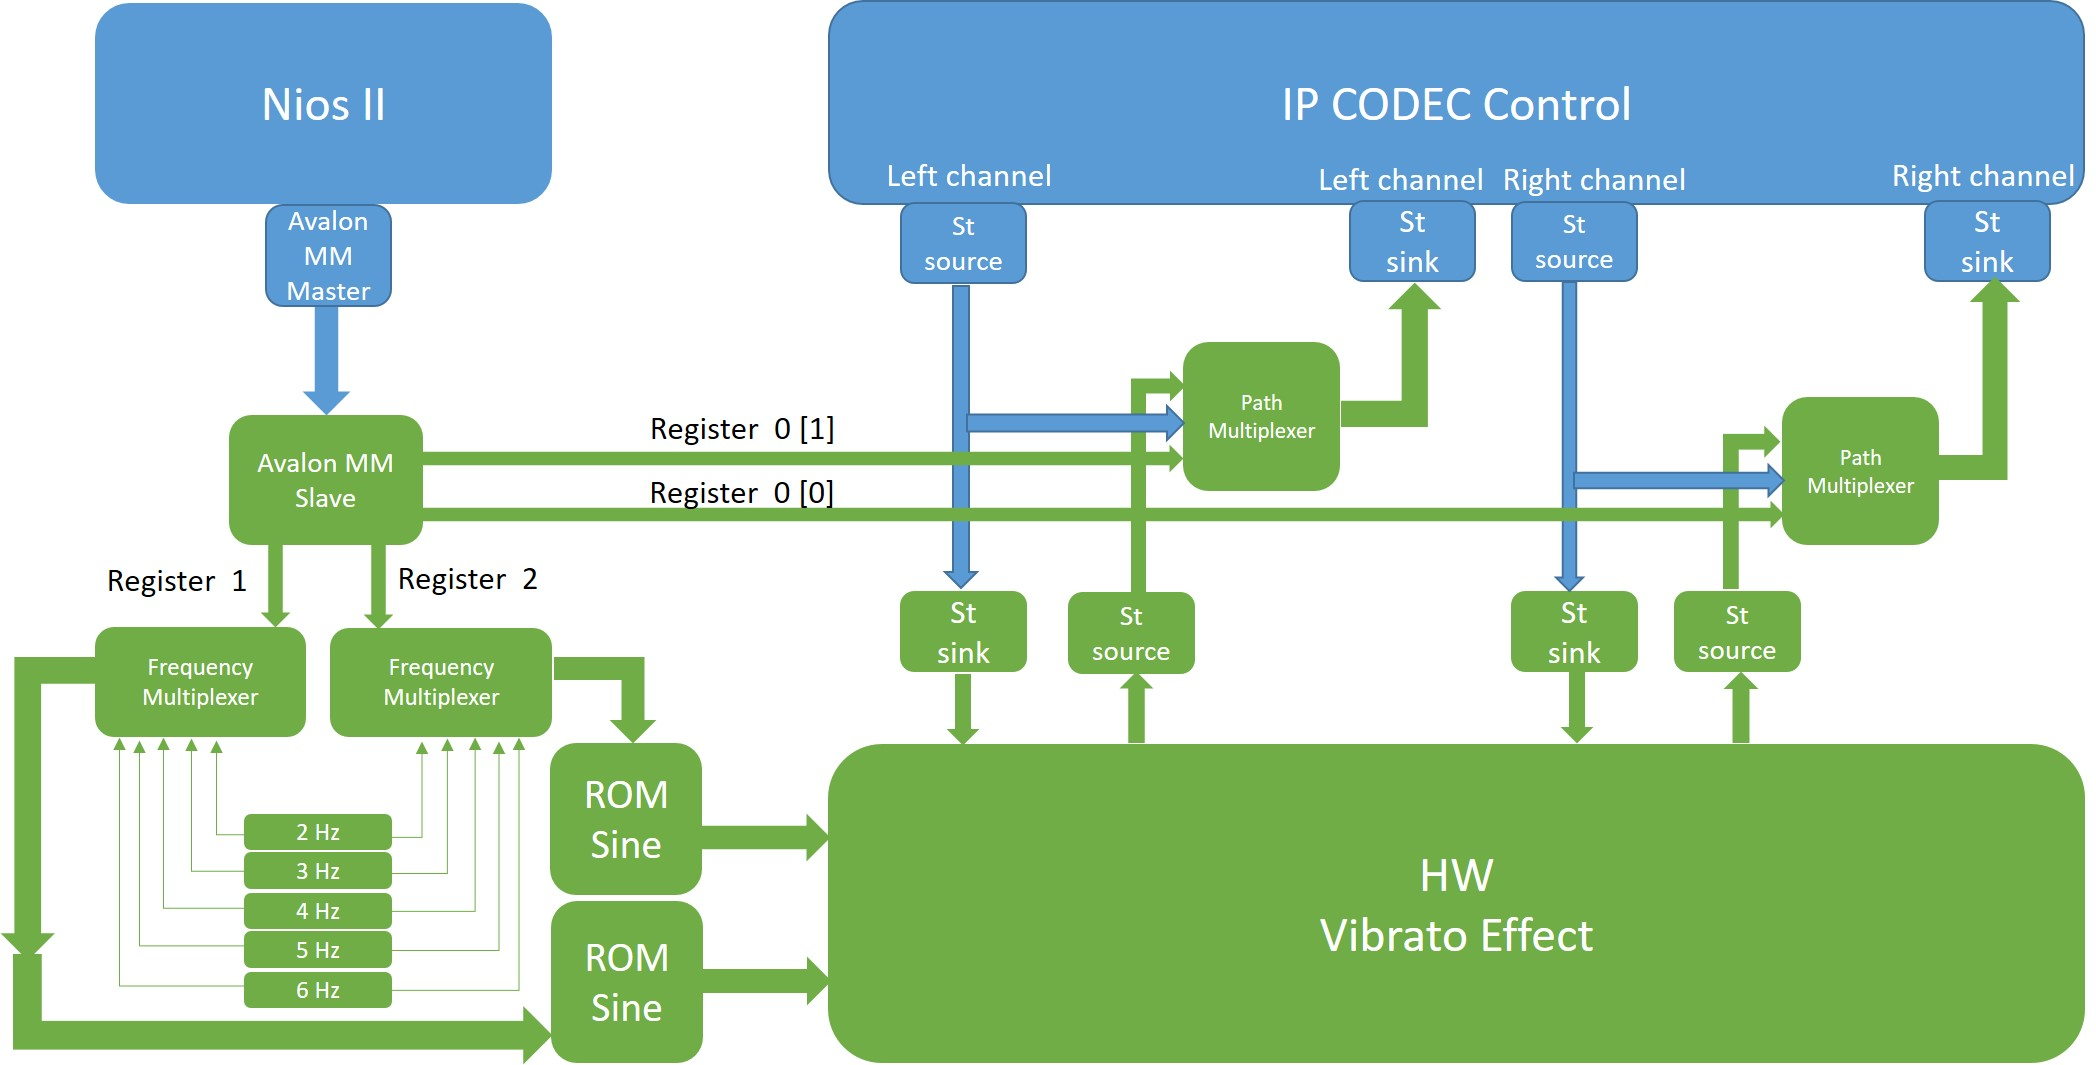 Nios II
IP CODEC Control
Left channel
Left channel
Right channel
Right channel
Avalon
MM
Master
St
source
St
sink
St
source
St
sink
Path
Multiplexer
Register 0 [1]
Path
Multiplexer
Avalon MM
Slave
Register 0 [0]
Register 1
Register 2
St
sink
St
source
St
sink
St
source
Frequency
Multiplexer
Frequency
Multiplexer
ROM
Sine
2 Hz
3 Hz
4 Hz
5 Hz
6 Hz
ROM
Sine
HW
Vibrato Effect